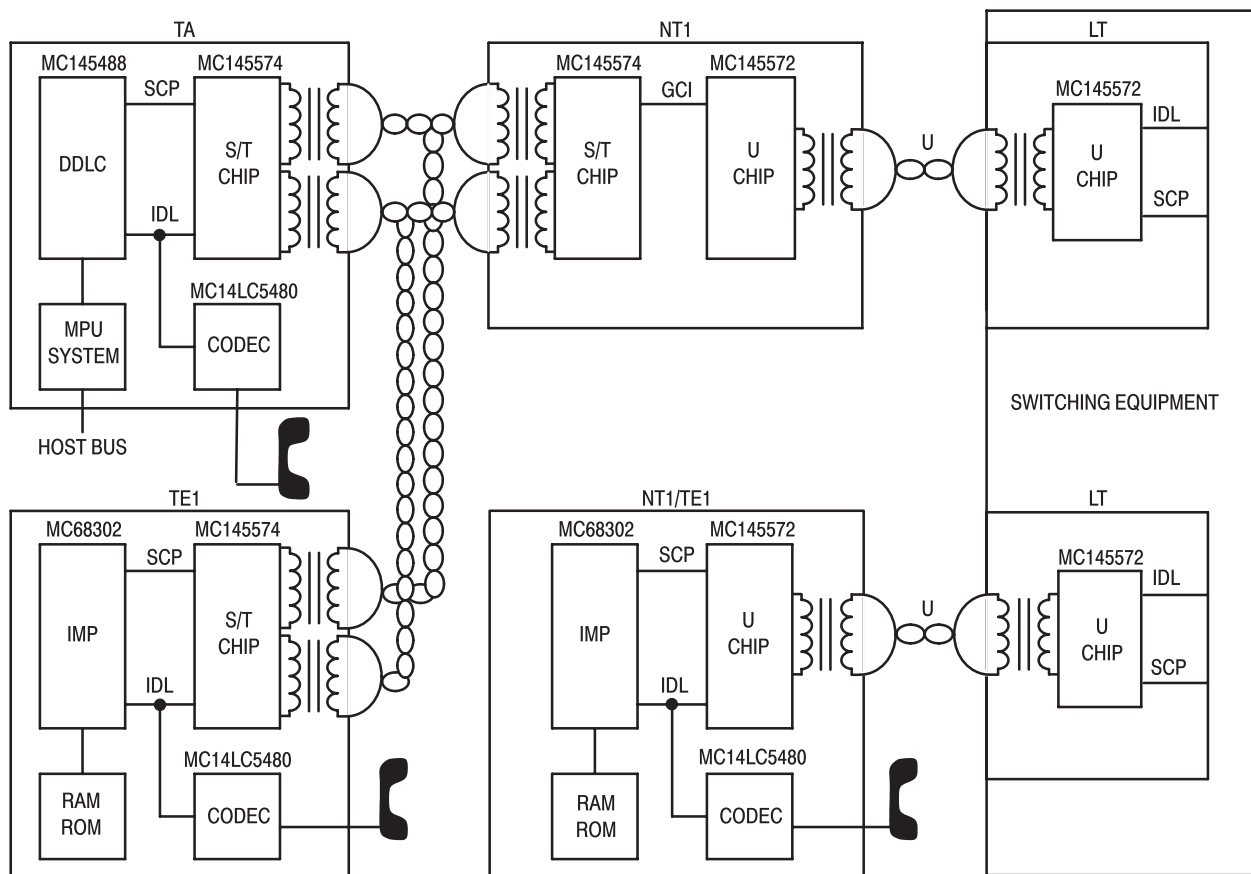 TA
MC145488
SCP
MC145574
DDLC
S/T
CHIP
IDL
MC14LC5480
MPU
SYSTEM
CODEC
HOST BUS
NT1
MC145574
GCI
MC145572
S/T
CHIP
U
CHIP
U
LT
MC145572
U
CHIP
IDL
SCP
SWITCHING EQUIPMENT
TE1
MC68302
SCP
MC145574
IMP
S/T
CHIP
IDL
MC14LC5480
RAM
ROM
CODEC
NT1/TE1
MC68302
SCP
MC145572
IMP
U
CHIP
IDL
MC14LC5480
RAM
ROM
CODEC
U
LT
MC145572
U
CHIP
IDL
SCP